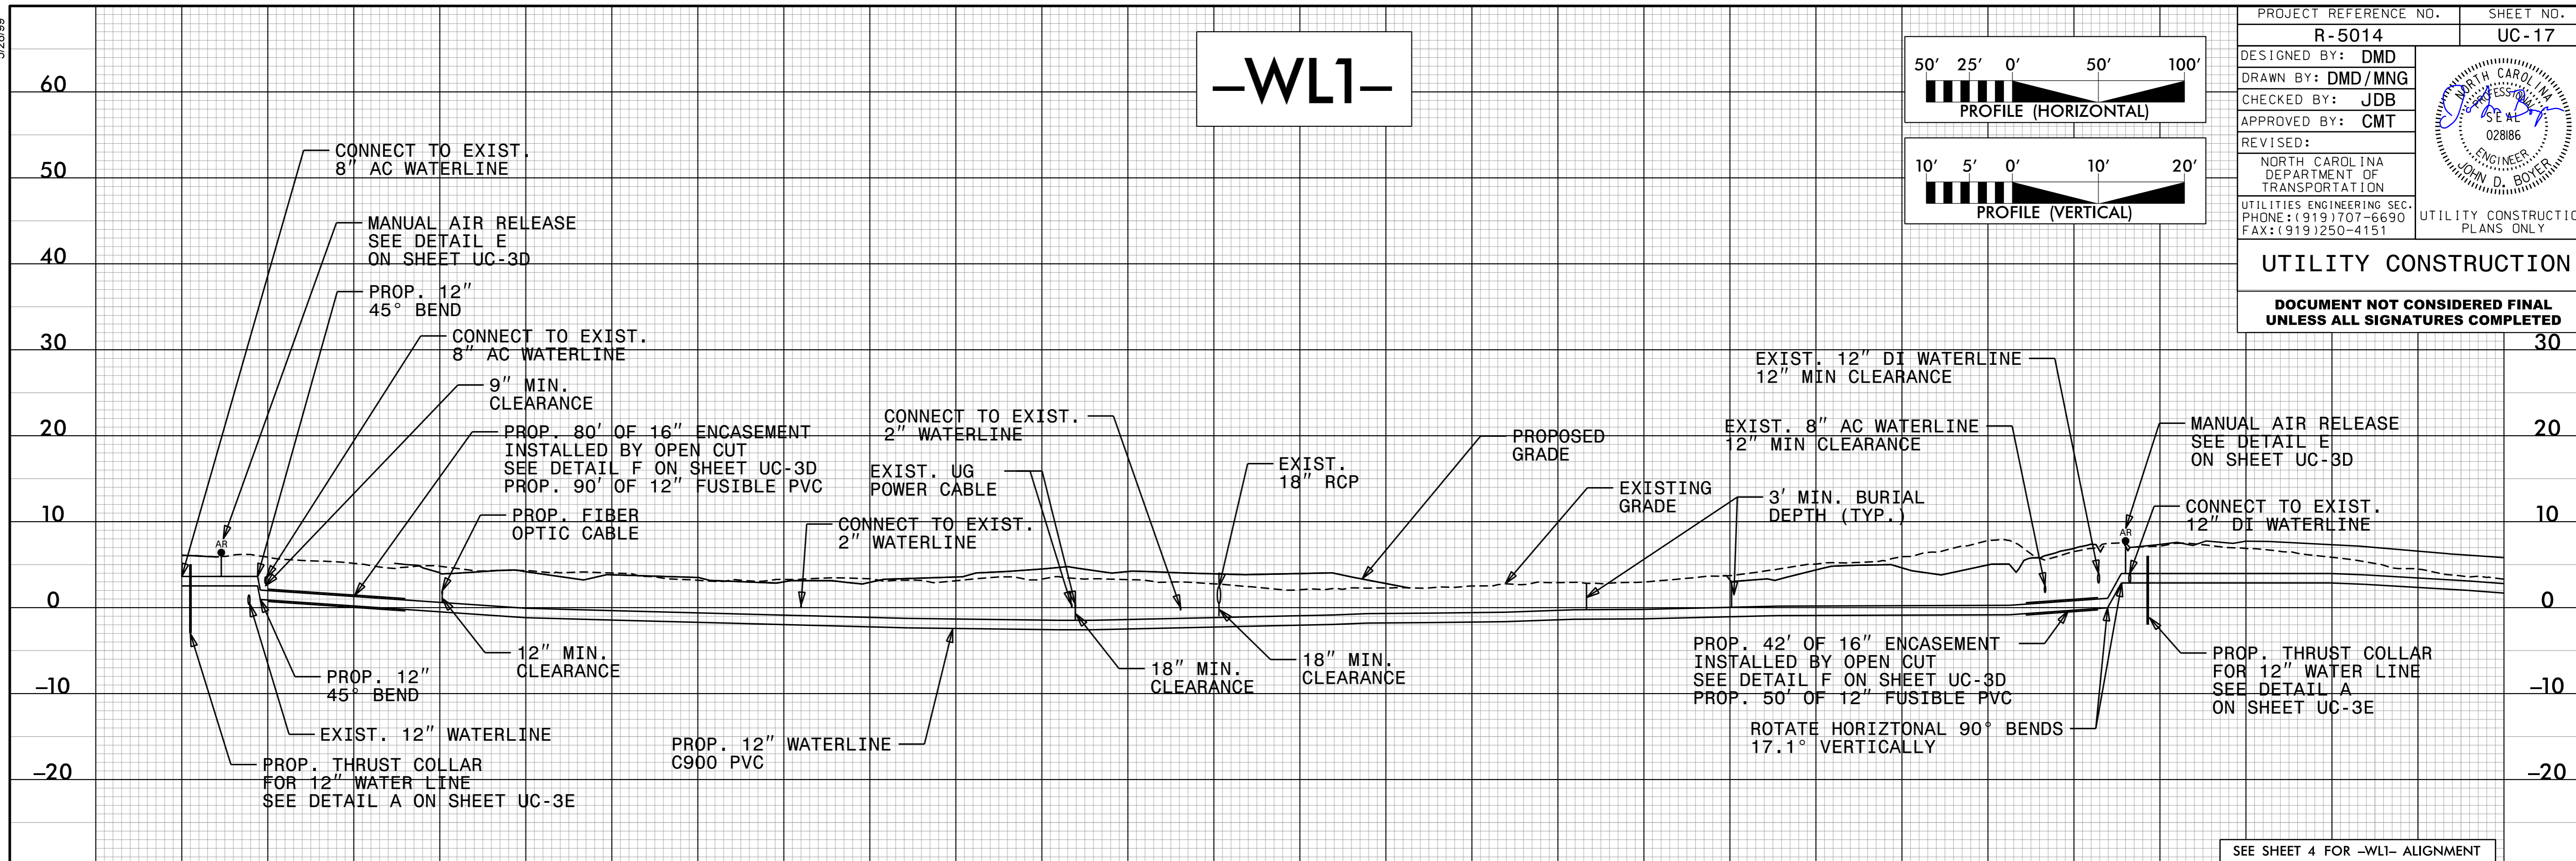 5/28/99
PROJECT REFERENCE NO.
SHEET NO.
R-5014
UC-17
DESIGNED BY: DMD
DRAWN BY: DMD/MNG
CHECKED BY: JDB
APPROVED BY: CMT
REVISED:
NORTH CAROLINA
DEPARTMENT OF
TRANSPORTATION
UTILITIES ENGINEERING SEC.
PHONE:(919)707-6690
FAX:(919)250-4151
NORTH CAROLINA
PROFESSIONAL
SEAL
028186
ENGINEER
JOHN D. BOYER
UTILITY CONSTRUCTIO
PLANS ONLY
UTILITY CONSTRUCTION
DOCUMENT NOT CONSIDERED FINAL
UNLESS ALL SIGNATURES COMPLETED
–WL1–
50' 25' 0' 50' 100'
PROFILE (HORIZONTAL)
10' 5' 0' 10' 20'
PROFILE (VERTICAL)
60
50
40
30
20
10
0
–10
–20
30
20
10
0
–10
–20
CONNECT TO EXIST.
8" AC WATERLINE
MANUAL AIR RELEASE
SEE DETAIL E
ON SHEET UC-3D
PROP. 12"
45° BEND
CONNECT TO EXIST.
8" AC WATERLINE
9" MIN.
CLEARANCE
PROP. 80' OF 16" ENCASEMENT
INSTALLED BY OPEN CUT
SEE DETAIL F ON SHEET UC-3D
PROP. 90' OF 12" FUSIBLE PVC
PROP. FIBER
OPTIC CABLE
AR
CONNECT TO EXIST.
2" WATERLINE
EXIST. UG
POWER CABLE
CONNECT TO EXIST.
2" WATERLINE
EXIST.
18" RCP
PROPOSED
GRADE
EXISTING
GRADE
3' MIN. BURIAL
DEPTH (TYP.)
EXIST. 12" DI WATERLINE
12" MIN CLEARANCE
EXIST. 8" AC WATERLINE
12" MIN CLEARANCE
MANUAL AIR RELEASE
SEE DETAIL E
ON SHEET UC-3D
CONNECT TO EXIST.
12" DI WATERLINE
AR
12" MIN.
CLEARANCE
PROP. 12"
45° BEND
EXIST. 12" WATERLINE
PROP. THRUST COLLAR
FOR 12" WATER LINE
SEE DETAIL A ON SHEET UC-3E
PROP. 12" WATERLINE
C900 PVC
18" MIN.
CLEARANCE
18" MIN.
CLEARANCE
PROP. 42' OF 16" ENCASEMENT
INSTALLED BY OPEN CUT
SEE DETAIL F ON SHEET UC-3D
PROP. 50' OF 12" FUSIBLE PVC
ROTATE HORIZTONAL 90° BENDS
17.1° VERTICALLY
PROP. THRUST COLLAR
FOR 12" WATER LINE
SEE DETAIL A
ON SHEET UC-3E
SEE SHEET 4 FOR –WL1– ALIGNMENT